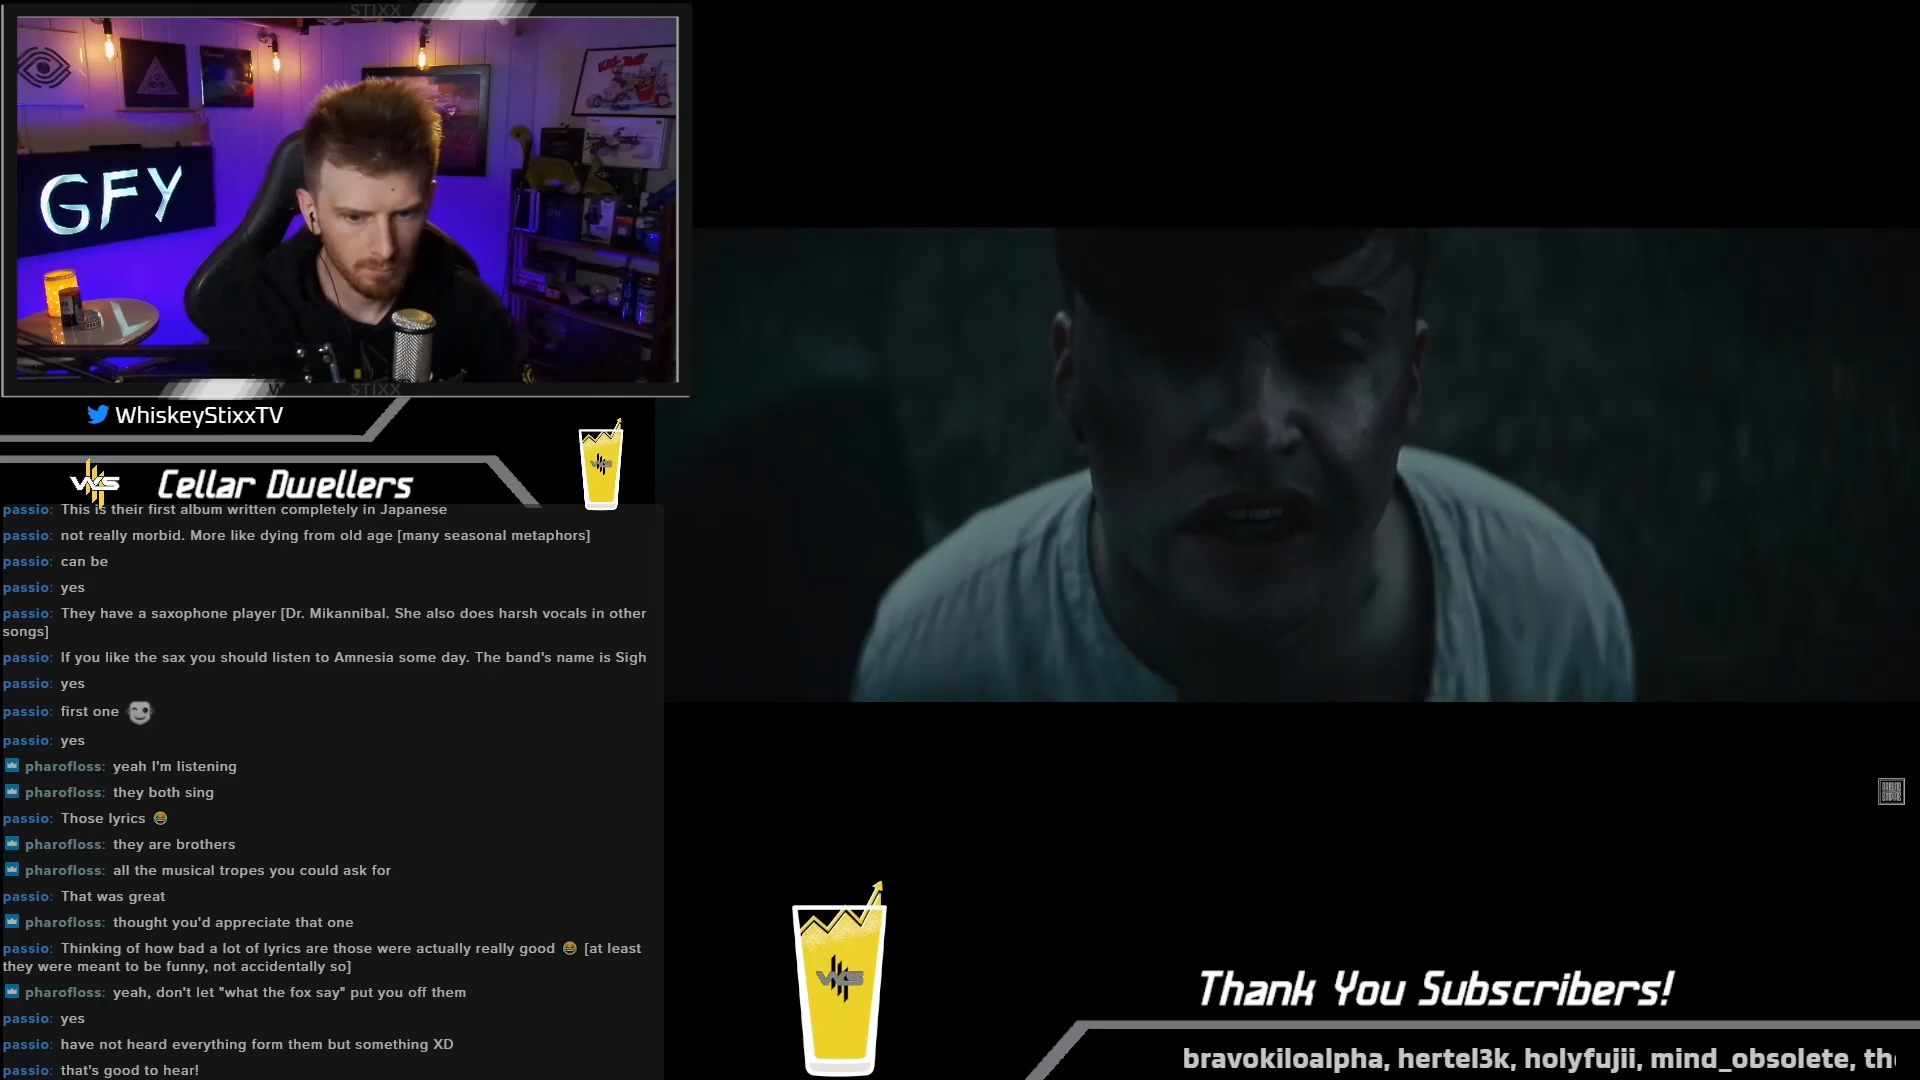 STIXX
GFY
STIXX
WhiskeyStixxTV
WS
Cellar Dwellers
passio: This is their first album written completely in Japanese
passio: not really morbid. More like dying from old age [many seasonal metaphors]
passio: can be
passio: yes
passio: They have a saxophone player [Dr. Mikannibal. She also does harsh vocals in other
songs]
passio: If you like the sax you should listen to Amnesia some day. The band's name is Sigh
passio: yes
passio: first one
passio: yes
pharofloss: yeah I'm listening
pharofloss: they both sing
passio: Those lyrics 😂
pharofloss: they are brothers
pharofloss: all the musical tropes you could ask for
passio: That was great
pharofloss: thought you'd appreciate that one
passio: Thinking of how bad a lot of lyrics are those were actually really good 😂 [at least
they were meant to be funny, not accidentally so]
pharofloss: yeah, don't let "what the fox say" put you off them
passio: yes
passio: have not heard everything form them but something XD
passio: that's good to hear!
WS
Thank You Subscribers!
bravokiloalpha, hertel3k, holyfujii, mind_obsolete, th